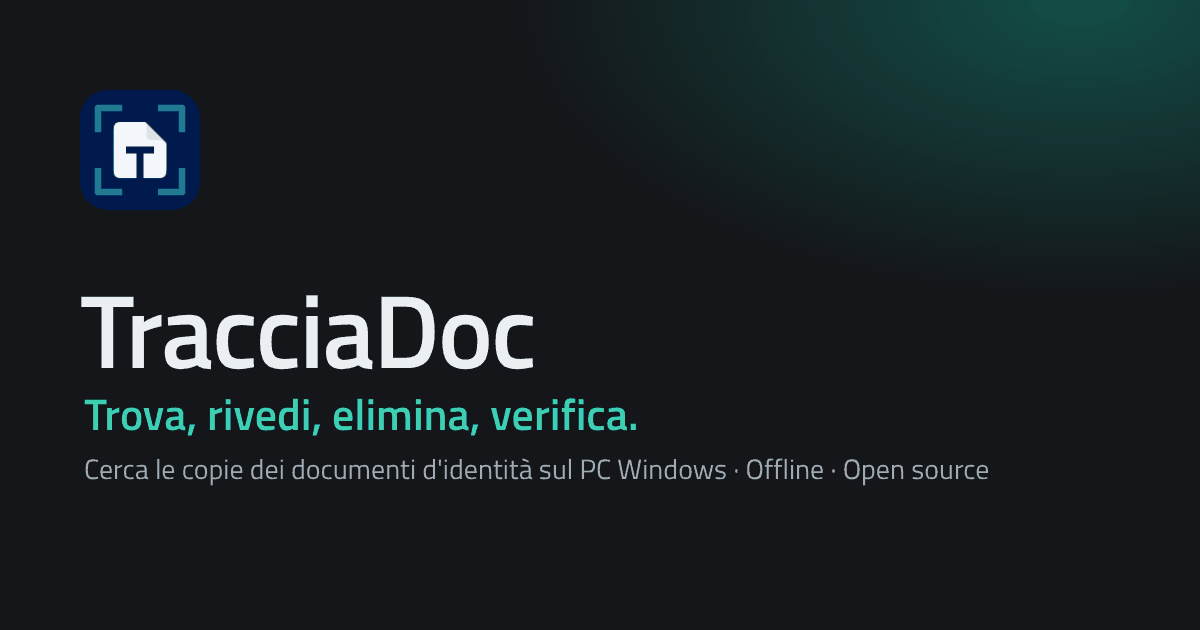 T
TracciaDoc
Trova, rivedi, elimina, verifica.
Cerca le copie dei documenti d'identità sul PC Windows · Offline · Open source